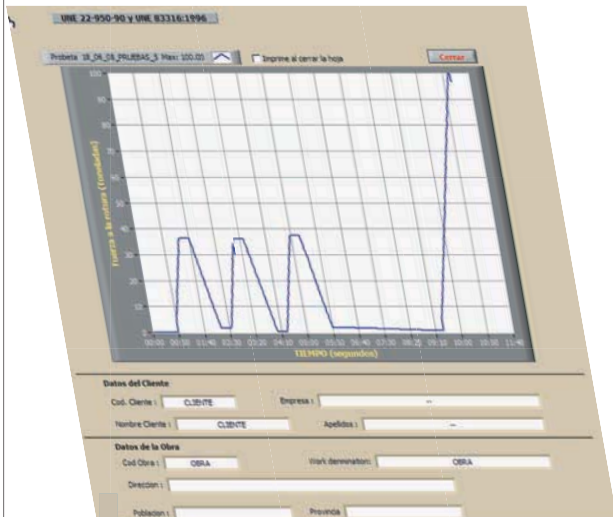 UNE 22-950-90 y UNE 83316:1996
Probeta 18_06_08_PRUEBAS_5 Max: 100.00
Imprime al cerrar la hoja
Cerrar
Fuerza a la rotura (Toneladas)
100
90
80
70
60
50
40
30
20
10
0
00:00 00:50 01:40 02:30 03:20 04:10 05:00 05:50 06:40 07:30 08:20 09:10 10:00 10:50 11:40
TIEMPO (segundos)
Datos del Cliente
Cod. Cliente : CLIENTE Empresa : --
Nombre Cliente : CLIENTE Apellidos : --
Datos de la Obra
Cod Obra : OBRA Work denmination: OBRA
Direccion :
Poblacion : Provincia